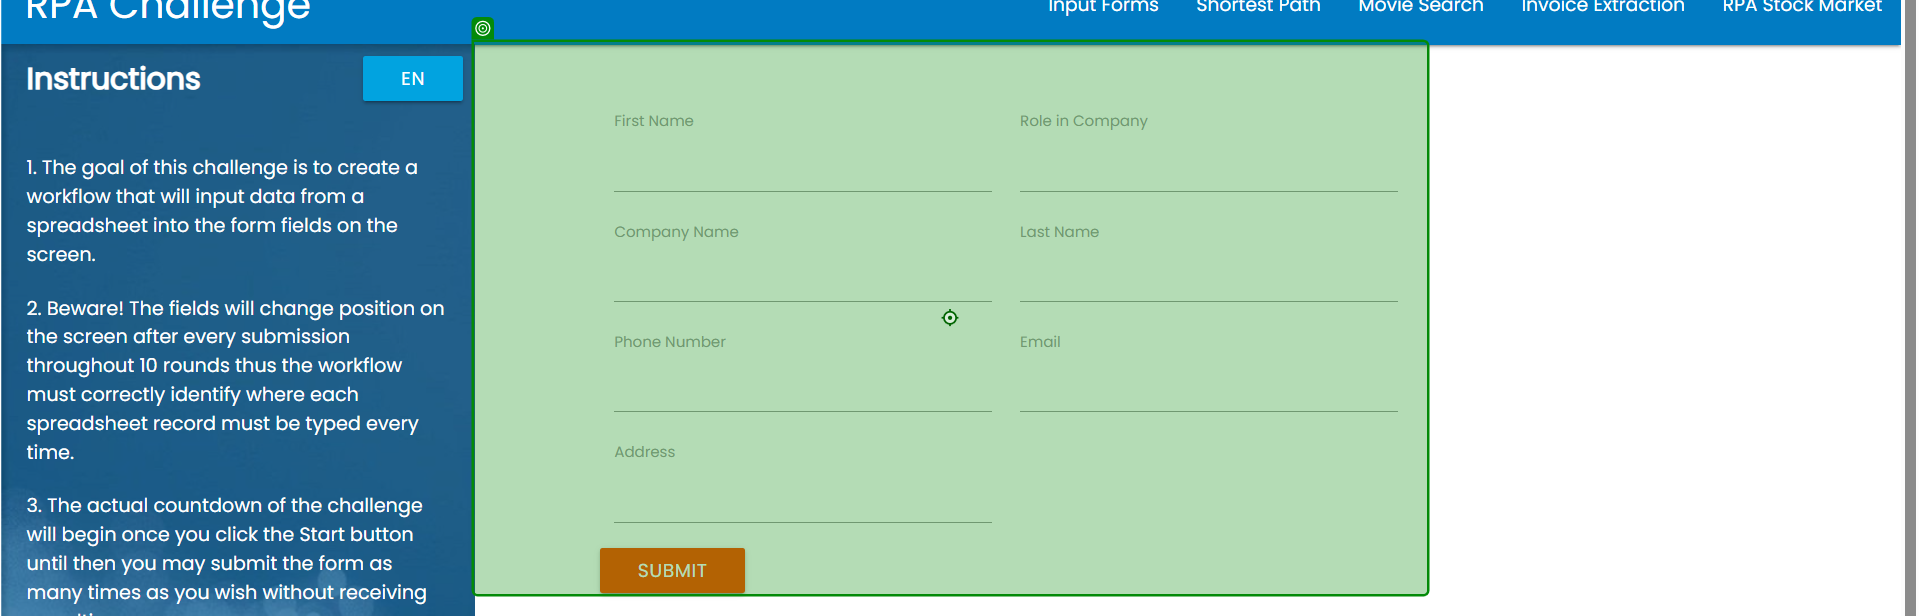 RPA Challenge
Input Forms
Shortest Path
Movie Search
Invoice Extraction
RPA Stock Market
Instructions
EN
1. The goal of this challenge is to create a
workflow that will input data from a
spreadsheet into the form fields on the
screen.
2. Beware! The fields will change position on
the screen after every submission
throughout 10 rounds thus the workflow
must correctly identify where each
spreadsheet record must be typed every
time.
3. The actual countdown of the challenge
will begin once you click the Start button
until then you may submit the form as
many times as you wish without receiving
First Name
Role in Company
Company Name
Last Name
Phone Number
Email
Address
SUBMIT